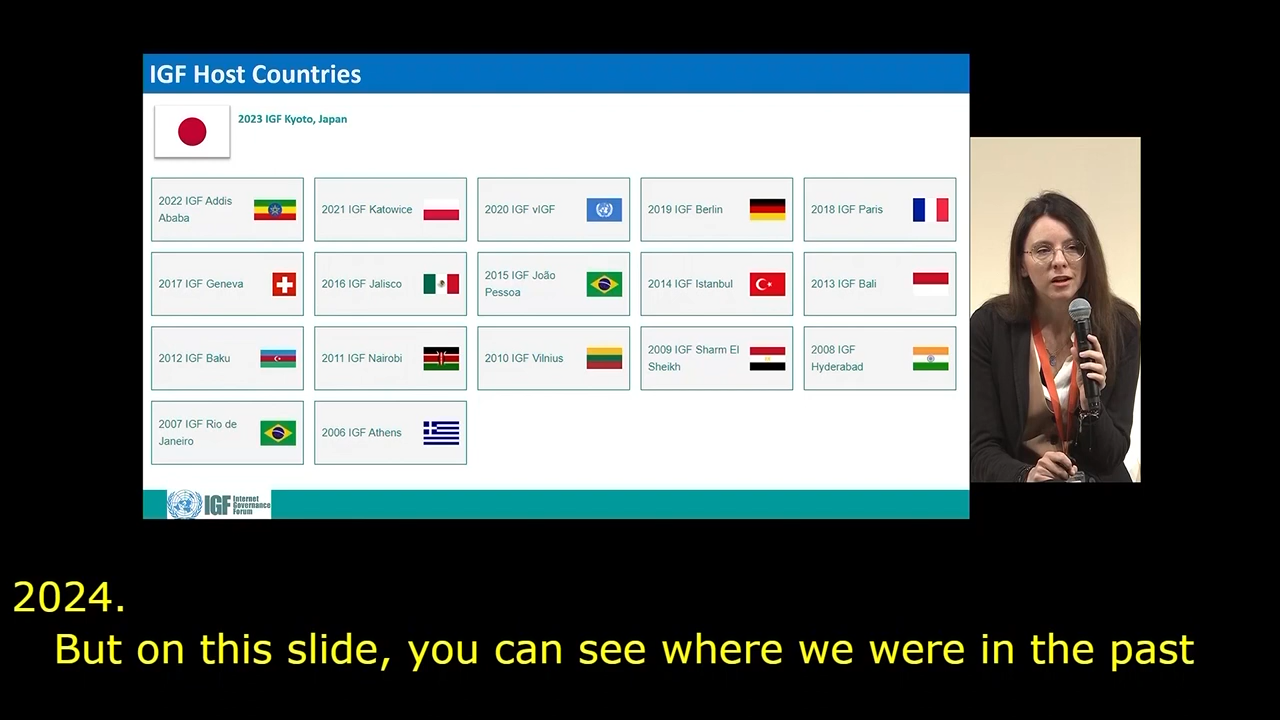 IGF Host Countries
2023 IGF Kyoto, Japan
2022 IGF Addis
Ababa
2021 IGF Katowice
2020 IGF vIGF
2019 IGF Berlin
2018 IGF Paris
2017 IGF Geneva
2016 IGF Jalisco
2015 IGF João
Pessoa
2014 IGF Istanbul
2013 IGF Bali
2012 IGF Baku
2011 IGF Nairobi
2010 IGF Vilnius
2009 IGF Sharm El
Sheikh
2008 IGF
Hyderabad
2007 IGF Rio de
Janeiro
2006 IGF Athens
IGF
Internet
Governance
Forum
2024.
But on this slide, you can see where we were in the past